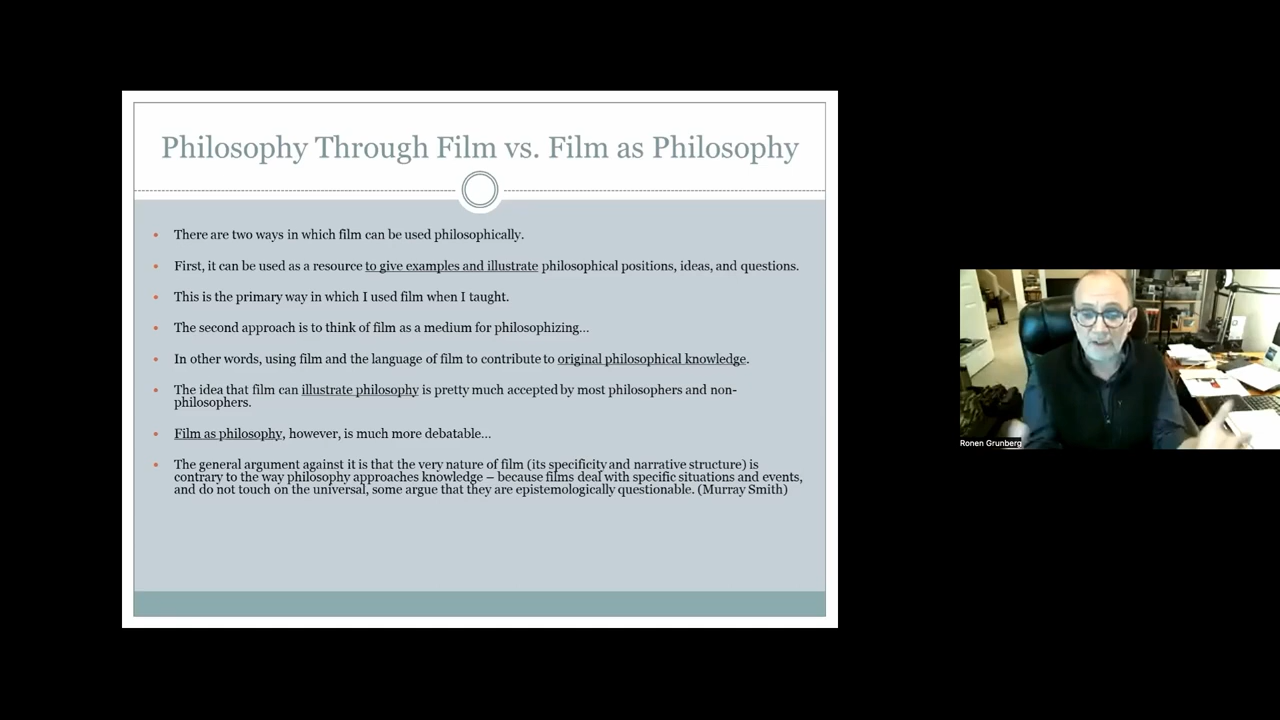 Philosophy Through Film vs. Film as Philosophy
There are two ways in which film can be used philosophically.
First, it can be used as a resource to give examples and illustrate philosophical positions, ideas, and questions.
This is the primary way in which I used film when I taught.
The second approach is to think of film as a medium for philosophizing…
In other words, using film and the language of film to contribute to original philosophical knowledge.
The idea that film can illustrate philosophy is pretty much accepted by most philosophers and non-
philosophers.
Film as philosophy, however, is much more debatable…
The general argument against it is that the very nature of film (its specificity and narrative structure) is
contrary to the way philosophy approaches knowledge – because films deal with specific situations and events,
and do not touch on the universal, some argue that they are epistemologically questionable. (Murray Smith)
Ronen Grunberg